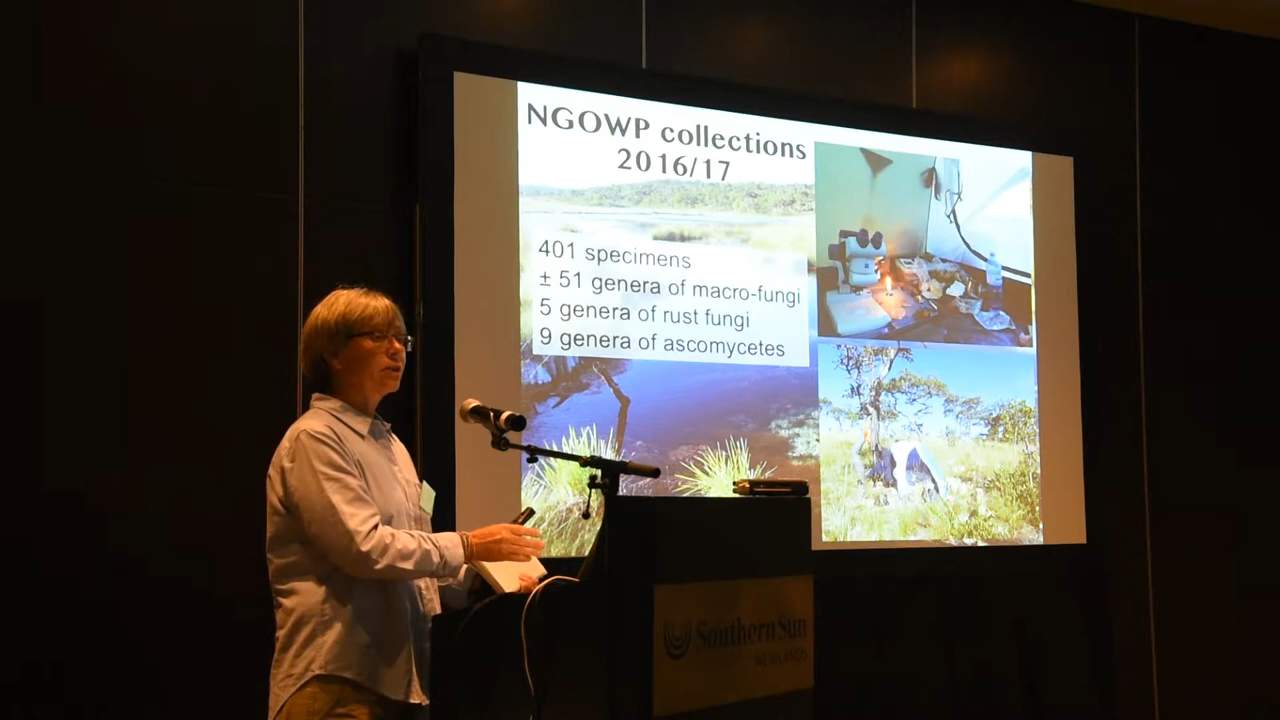 NGOWP collections
2016/17
401 specimens
± 51 genera of macro-fungi
5 genera of rust fungi
9 genera of ascomycetes
Southern Sun
NEWLANDS